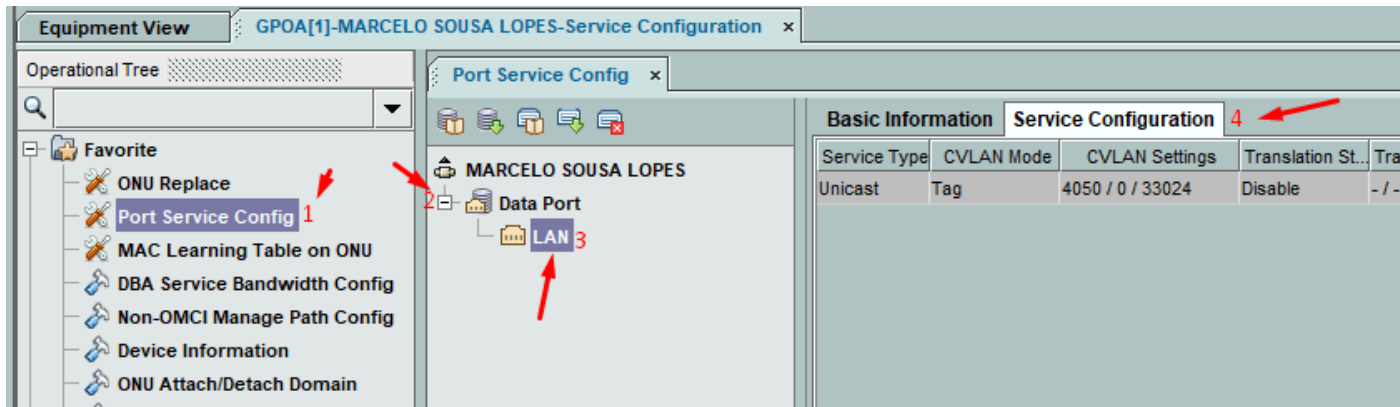 Equipment View
GPOA[1]-MARCELO SOUSA LOPES-Service Configuration ×
Operational Tree
Favorite
ONU Replace
Port Service Config 1
MAC Learning Table on ONU
DBA Service Bandwidth Config
Non-OMCI Manage Path Config
Device Information
ONU Attach/Detach Domain
Port Service Config ×
MARCELO SOUSA LOPES
2 Data Port
LAN 3
Basic Information Service Configuration 4
Service Type CVLAN Mode CVLAN Settings Translation St... Tra
Unicast Tag 4050 / 0 / 33024 Disable - / -